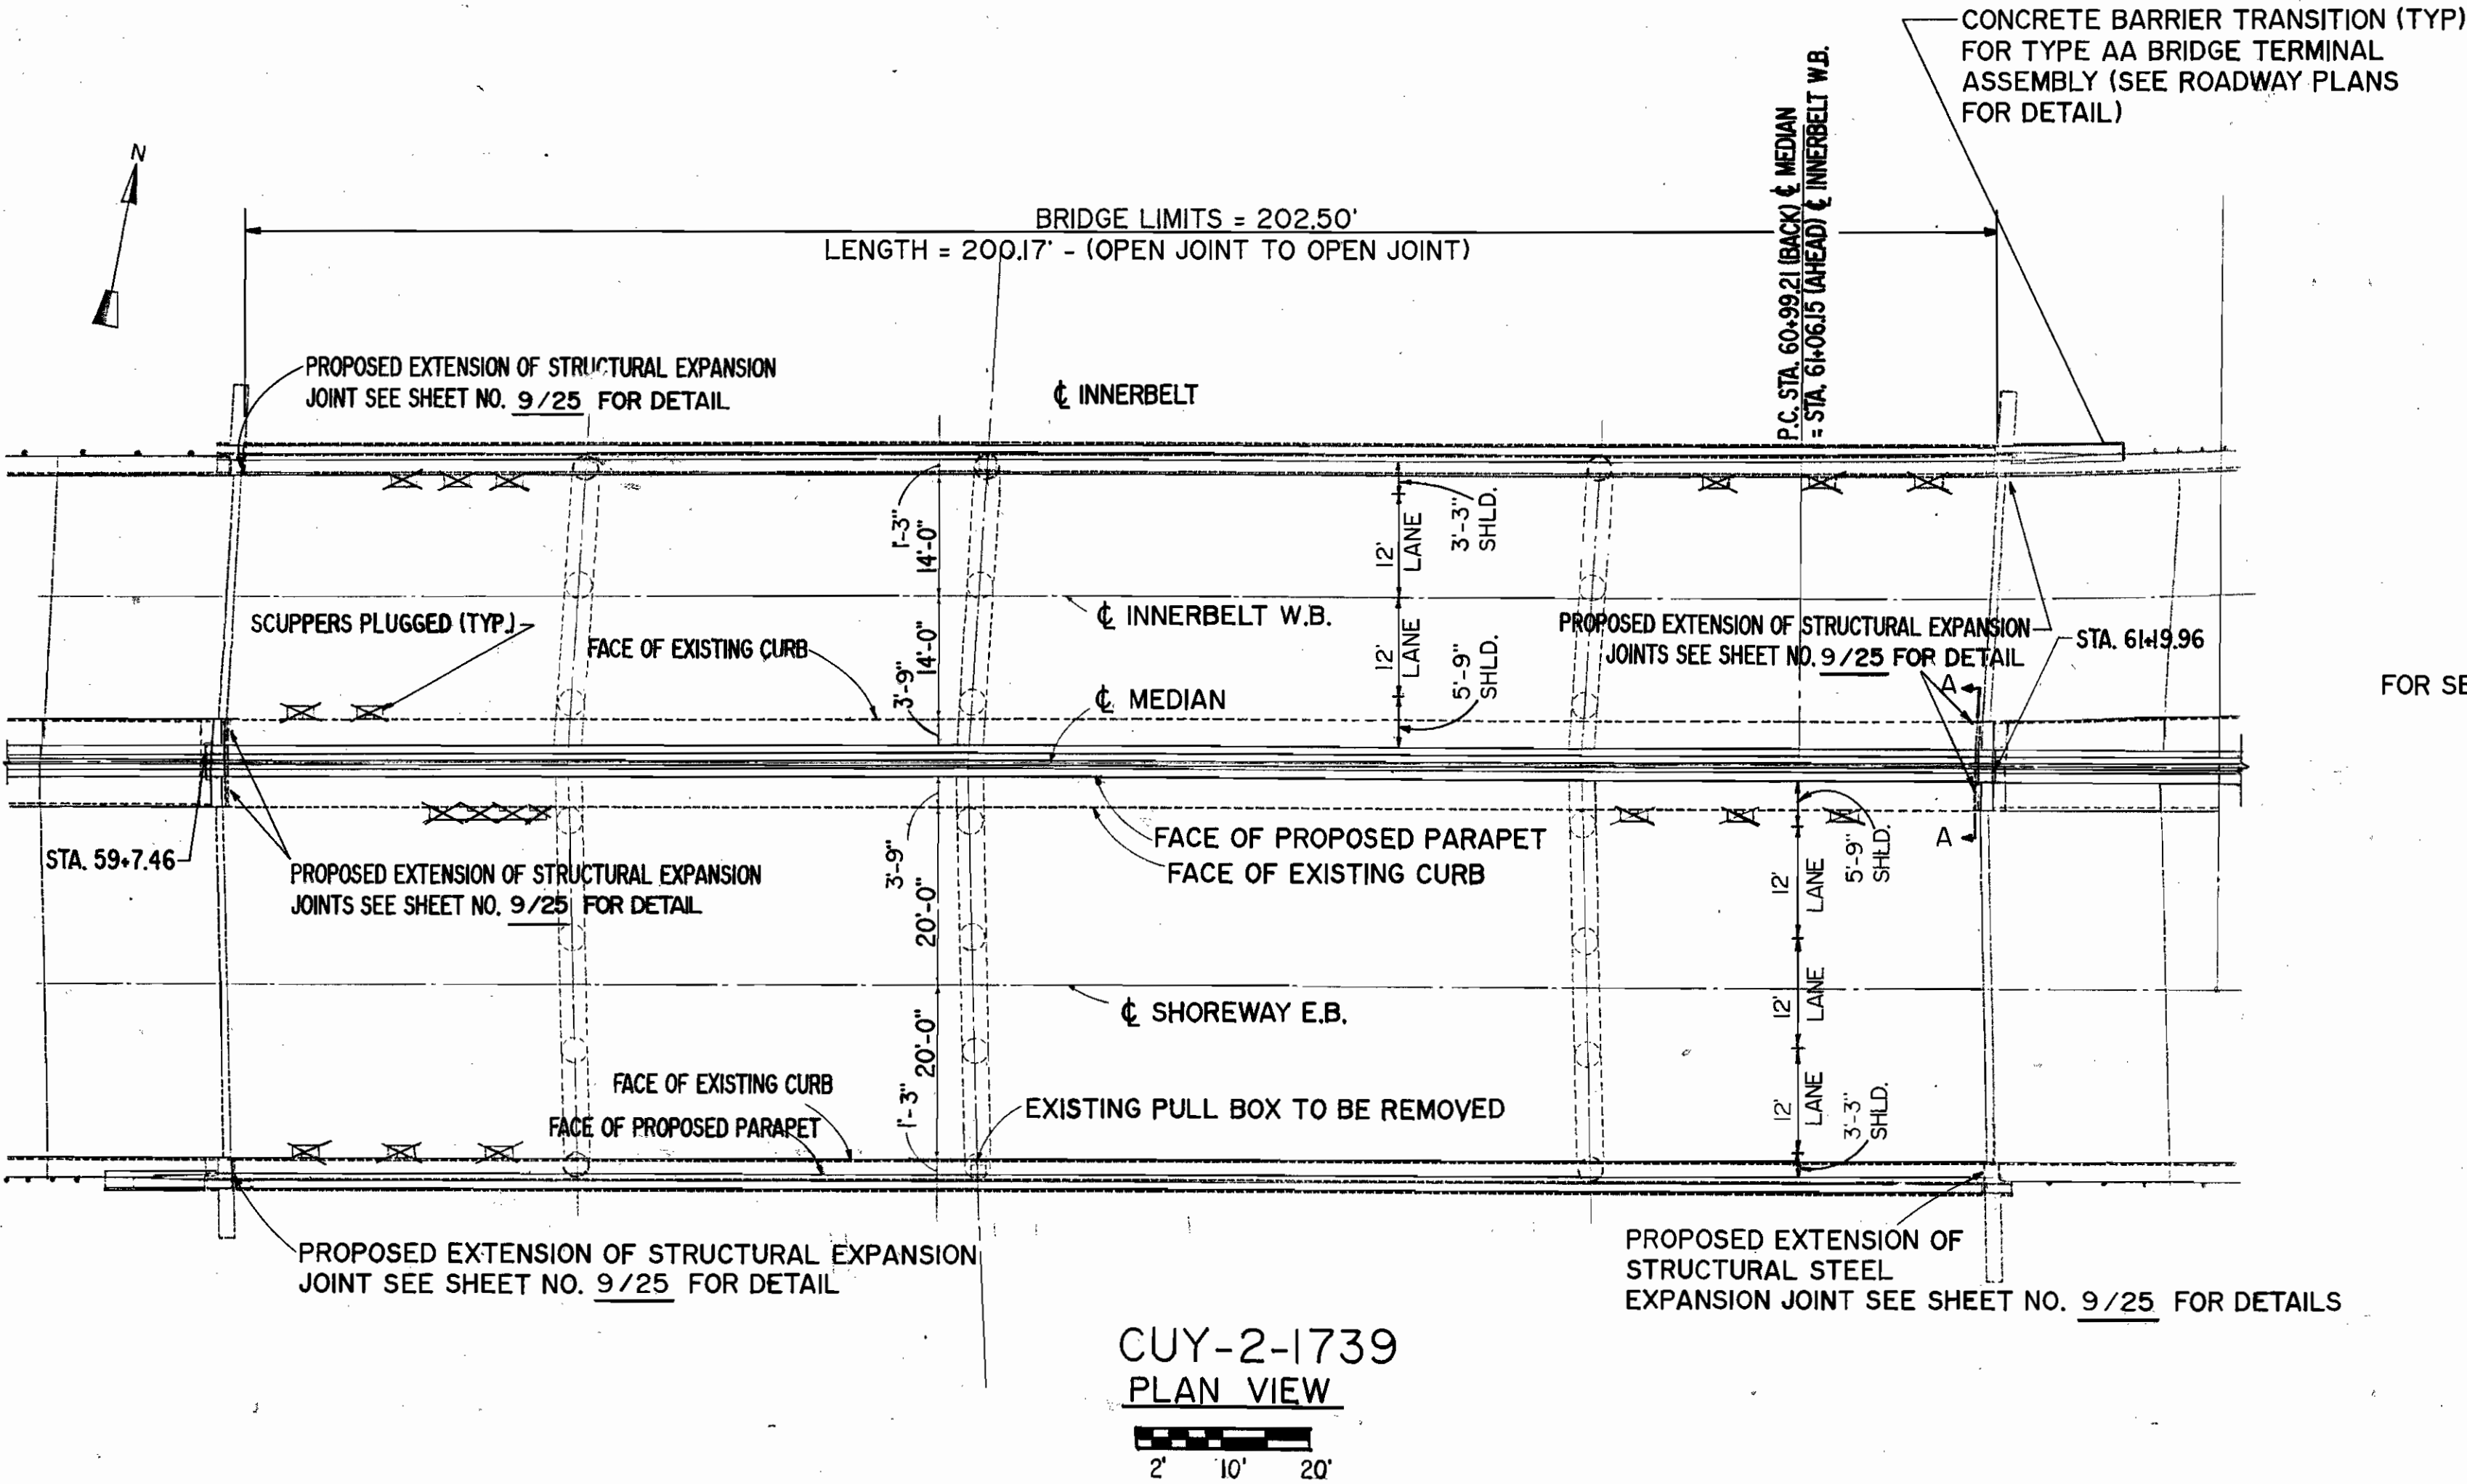 CONCRETE BARRIER TRANSITION (TYP)
FOR TYPE AA BRIDGE TERMINAL
ASSEMBLY (SEE ROADWAY PLANS
FOR DETAIL)
P.C. STA. 60+99.21 (BACK) ℄ MEDIAN
= STA. 61+06.15 (AHEAD) ℄ INNERBELT W.B.
N
BRIDGE LIMITS = 202.50'
LENGTH = 200.17' - (OPEN JOINT TO OPEN JOINT)
PROPOSED EXTENSION OF STRUCTURAL EXPANSION
JOINT SEE SHEET NO. 9/25 FOR DETAIL
℄ INNERBELT
1'-3"
14'-0"
12'
LANE
3'-3"
SHLD.
SCUPPERS PLUGGED (TYP.)
FACE OF EXISTING CURB
14'-0"
3'-9"
℄ INNERBELT W.B.
12'
LANE
5'-9"
SHLD.
PROPOSED EXTENSION OF STRUCTURAL EXPANSION
JOINTS SEE SHEET NO. 9/25 FOR DETAIL
STA. 61+19.96
A
FOR SE
℄ MEDIAN
STA. 59+7.46
PROPOSED EXTENSION OF STRUCTURAL EXPANSION
JOINTS SEE SHEET NO. 9/25 FOR DETAIL
FACE OF PROPOSED PARAPET
FACE OF EXISTING CURB
3'-9"
20'-0"
12'
LANE
5'-9"
SHLD.
A
℄ SHOREWAY E.B.
12'
LANE
20'-0"
1'-3"
FACE OF EXISTING CURB
FACE OF PROPOSED PARAPET
EXISTING PULL BOX TO BE REMOVED
12'
LANE
3'-3"
SHLD.
PROPOSED EXTENSION OF STRUCTURAL EXPANSION
JOINT SEE SHEET NO. 9/25 FOR DETAIL
PROPOSED EXTENSION OF
STRUCTURAL STEEL
EXPANSION JOINT SEE SHEET NO. 9/25 FOR DETAILS
CUY-2-1739
PLAN VIEW
2' 10' 20'